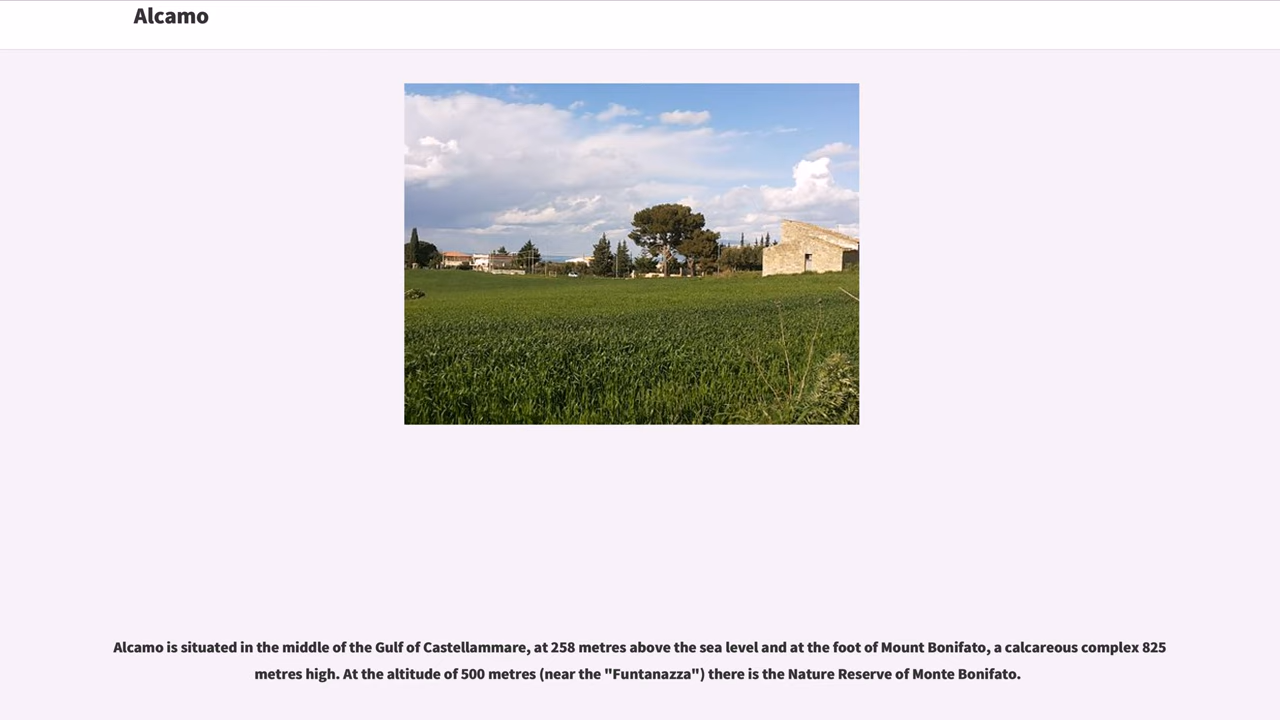 Alcamo
Alcamo is situated in the middle of the Gulf of Castellammare, at 258 metres above the sea level and at the foot of Mount Bonifato, a calcareous complex 825
metres high. At the altitude of 500 metres (near the "Funtanazza") there is the Nature Reserve of Monte Bonifato.